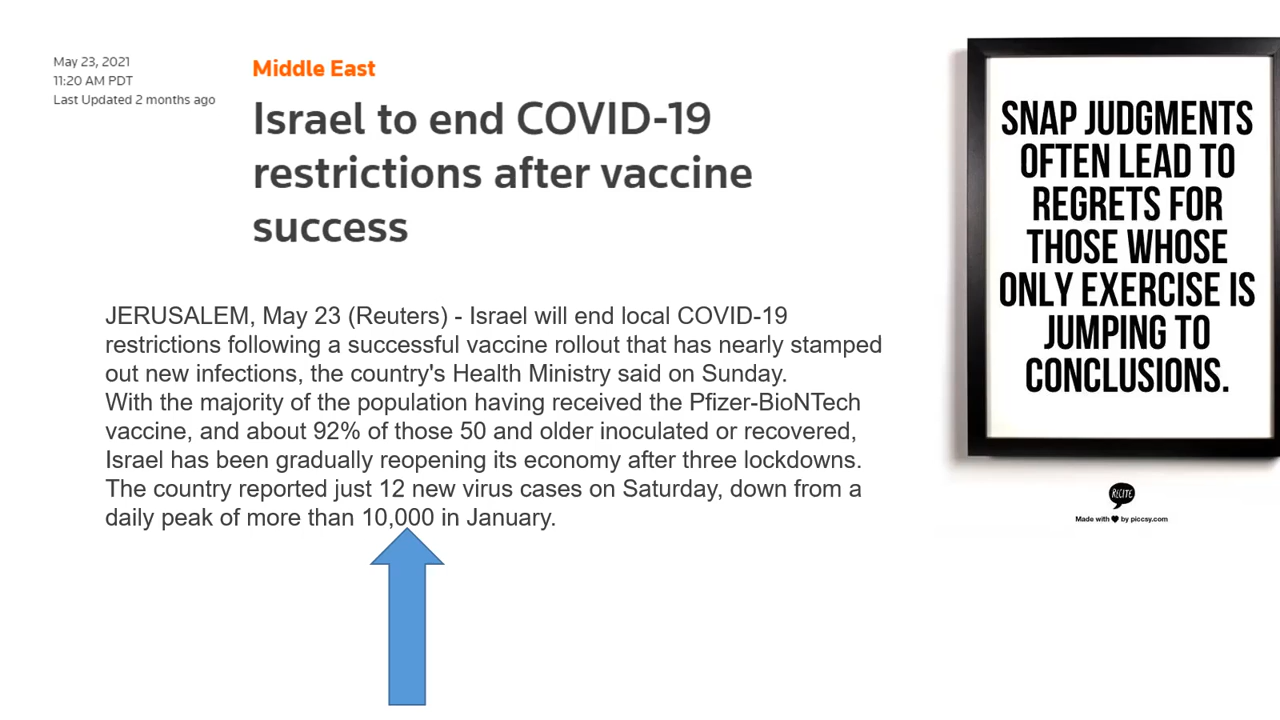 May 23, 2021
11:20 AM PDT
Last Updated 2 months ago
Middle East
Israel to end COVID-19
restrictions after vaccine
success
JERUSALEM, May 23 (Reuters) - Israel will end local COVID-19
restrictions following a successful vaccine rollout that has nearly stamped
out new infections, the country's Health Ministry said on Sunday.
With the majority of the population having received the Pfizer-BioNTech
vaccine, and about 92% of those 50 and older inoculated or recovered,
Israel has been gradually reopening its economy after three lockdowns.
The country reported just 12 new virus cases on Saturday, down from a
daily peak of more than 10,000 in January.
SNAP JUDGMENTS
OFTEN LEAD TO
REGRETS FOR
THOSE WHOSE
ONLY EXERCISE IS
JUMPING TO
CONCLUSIONS.
RECITE
Made with ♥ by piccsy.com